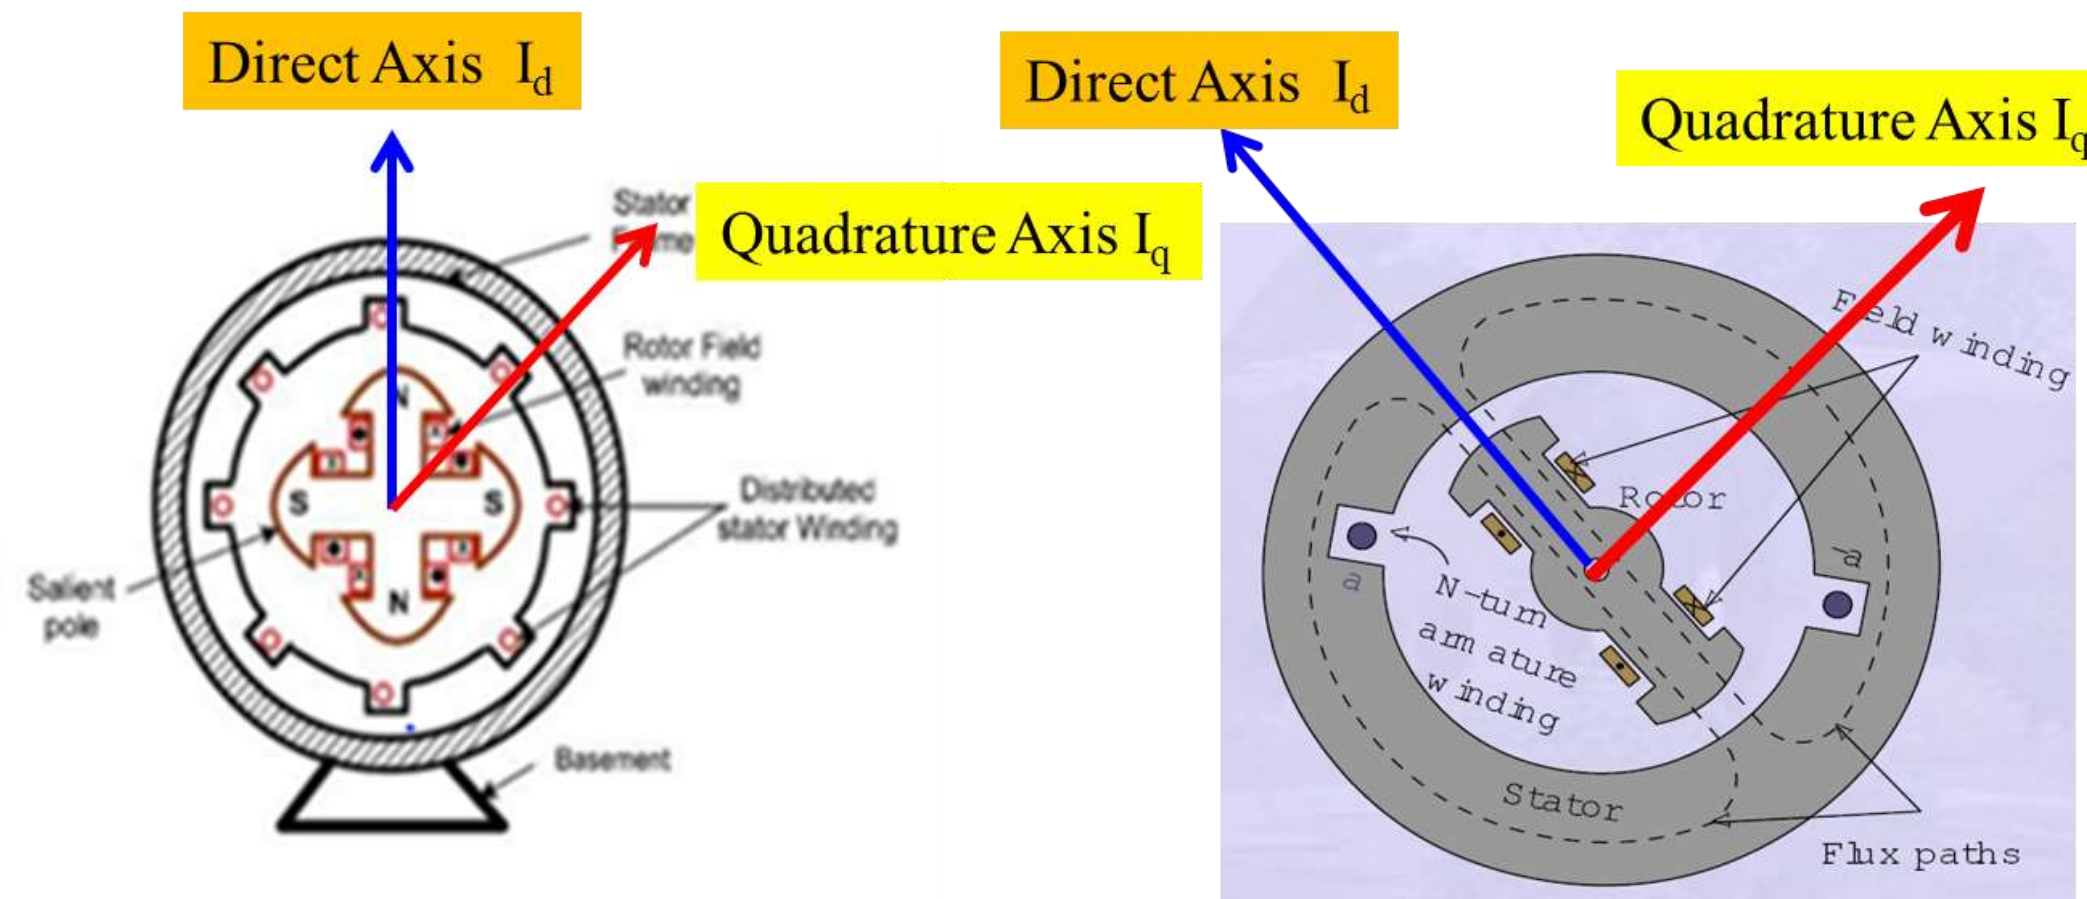 Direct Axis I_d
Quadrature Axis I_q
Stator
Rotor Field
winding
N
S
S
N
Distributed
stator Winding
Salient
pole
Basement
Direct Axis I_d
Quadrature Axis I_q
Field winding
Rotor
a
-a
N-turn
armature
winding
Stator
Flux paths